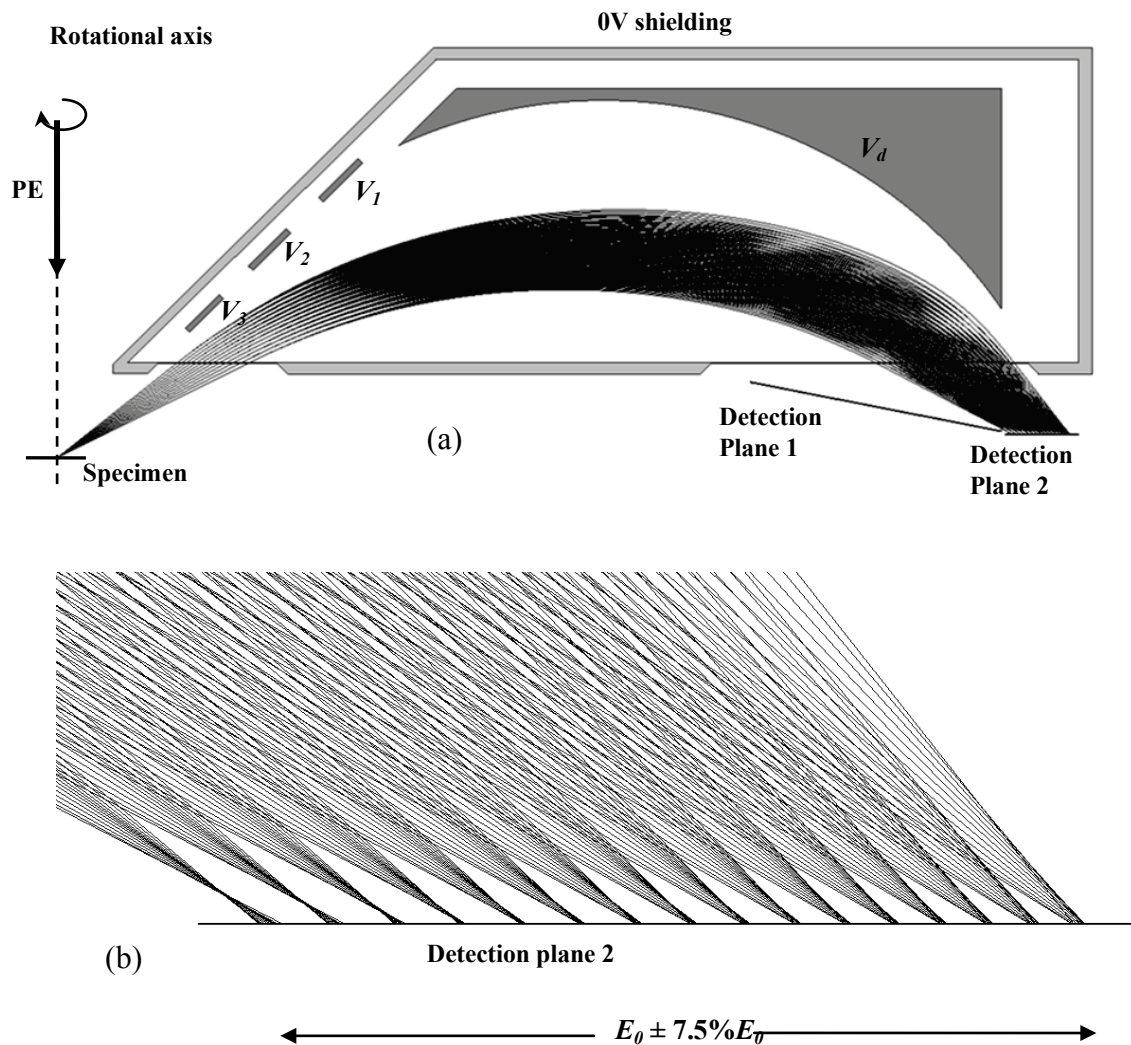 0V shielding
Rotational axis
PE
V_d
V_1
V_2
V_3
Detection
Plane 1
Detection
Plane 2
(a)
Specimen
(b)
Detection plane 2
E_0 ± 7.5%E_0